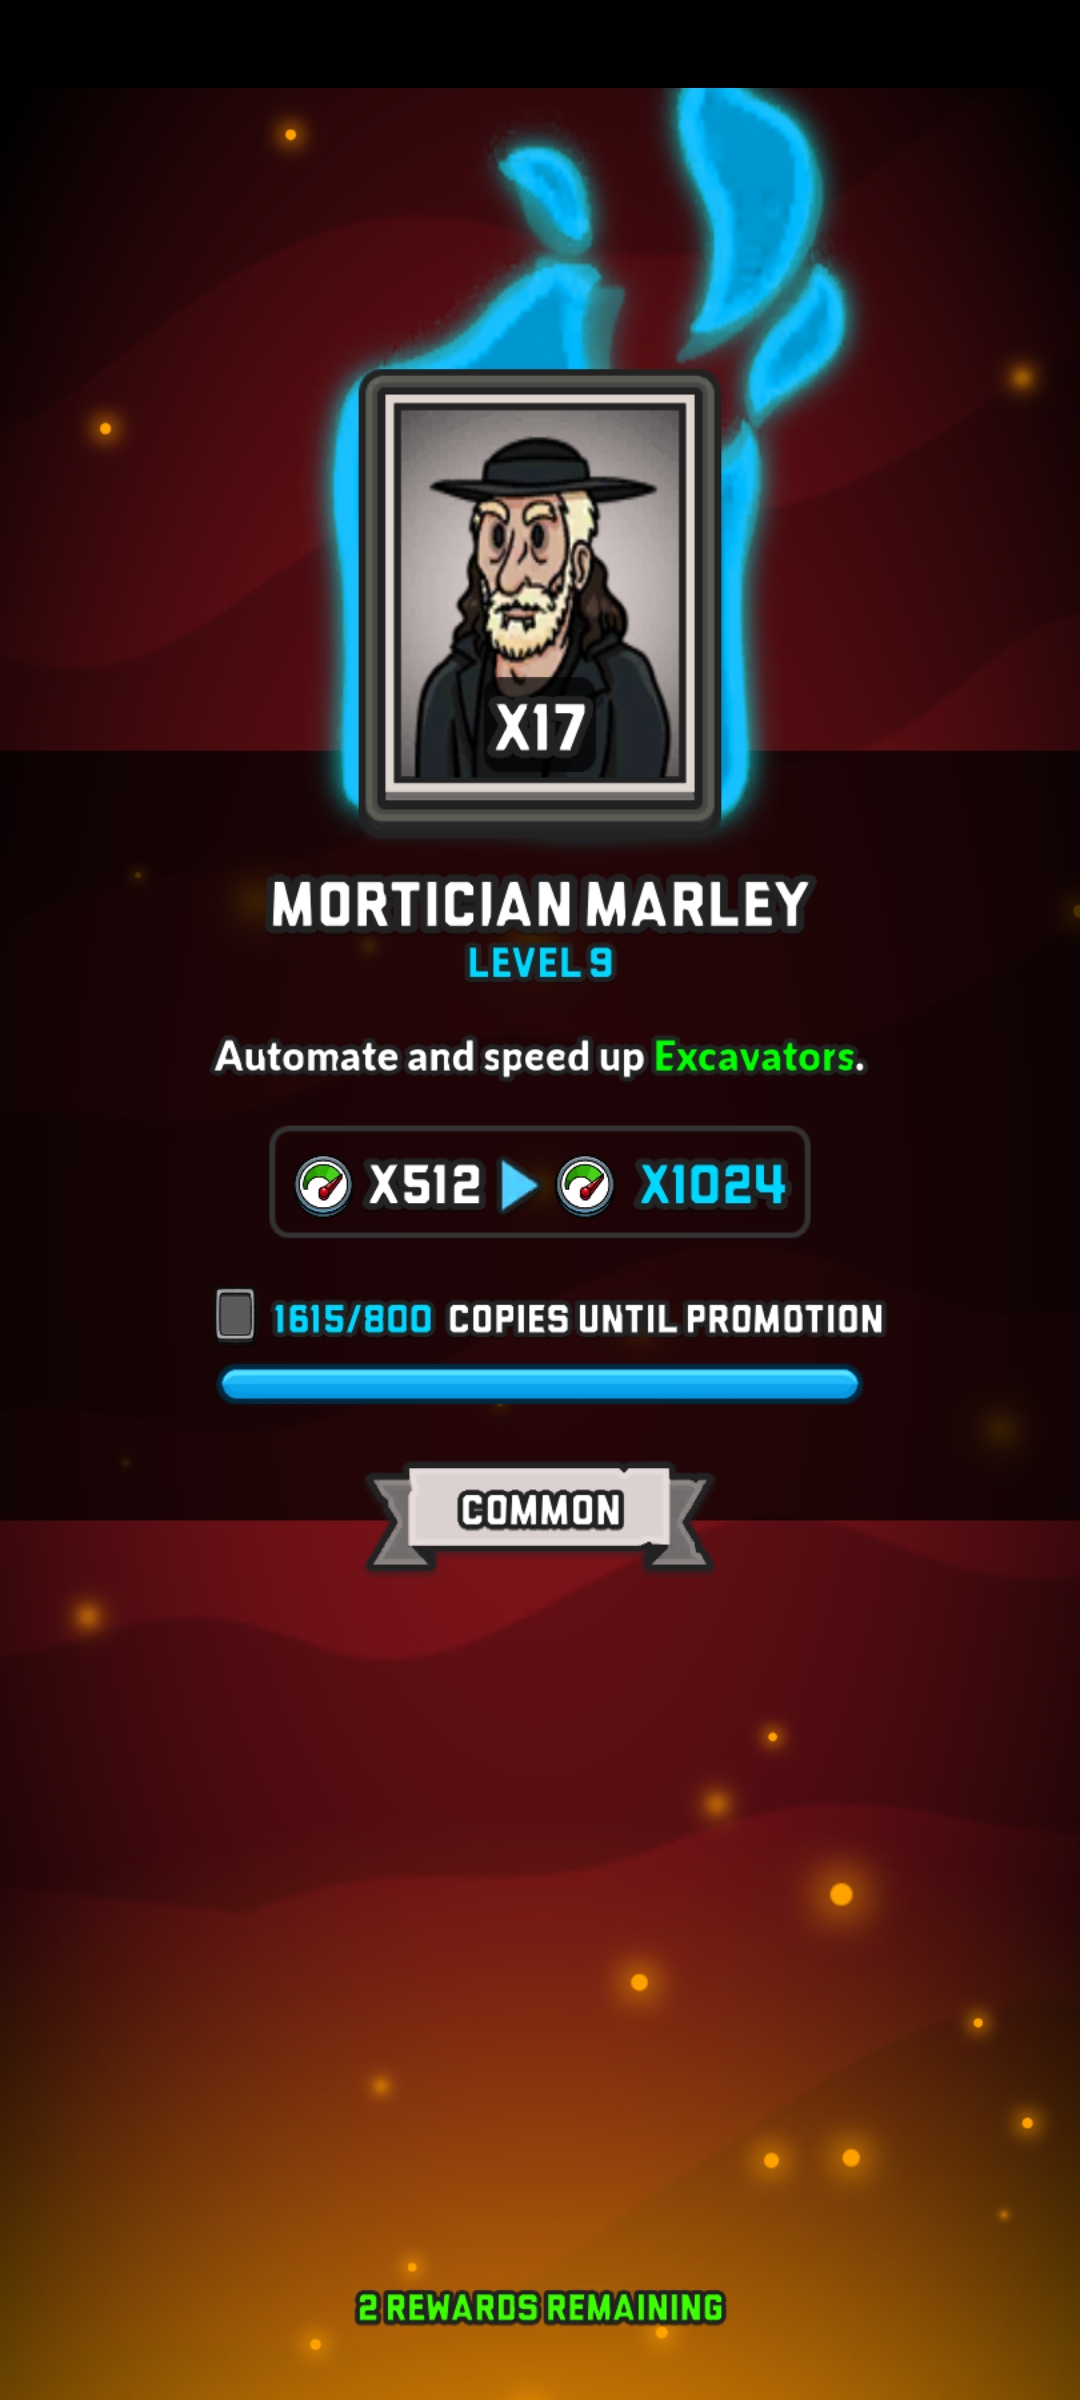 X17
MORTICIAN MARLEY
LEVEL 9
Automate and speed up Excavators.
X512 X1024
1615/800 COPIES UNTIL PROMOTION
COMMON
2 REWARDS REMAINING